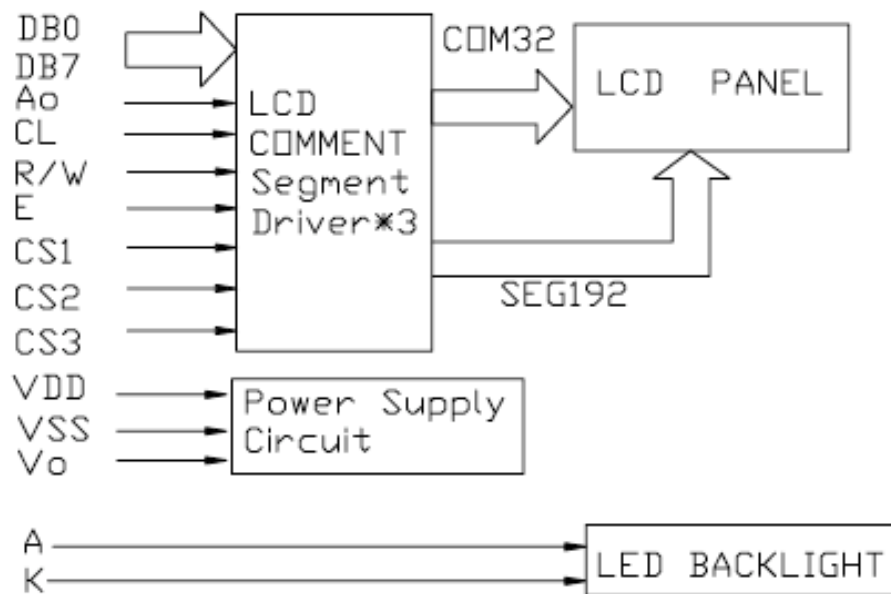 DB0
DB7
Ao
CL
R/W
E
CS1
CS2
CS3
VDD
VSS
Vo
A
K
LCD
COMMENT
Segment
Driver*3
COM32
LCD PANEL
SEG192
Power Supply
Circuit
LED BACKLIGHT